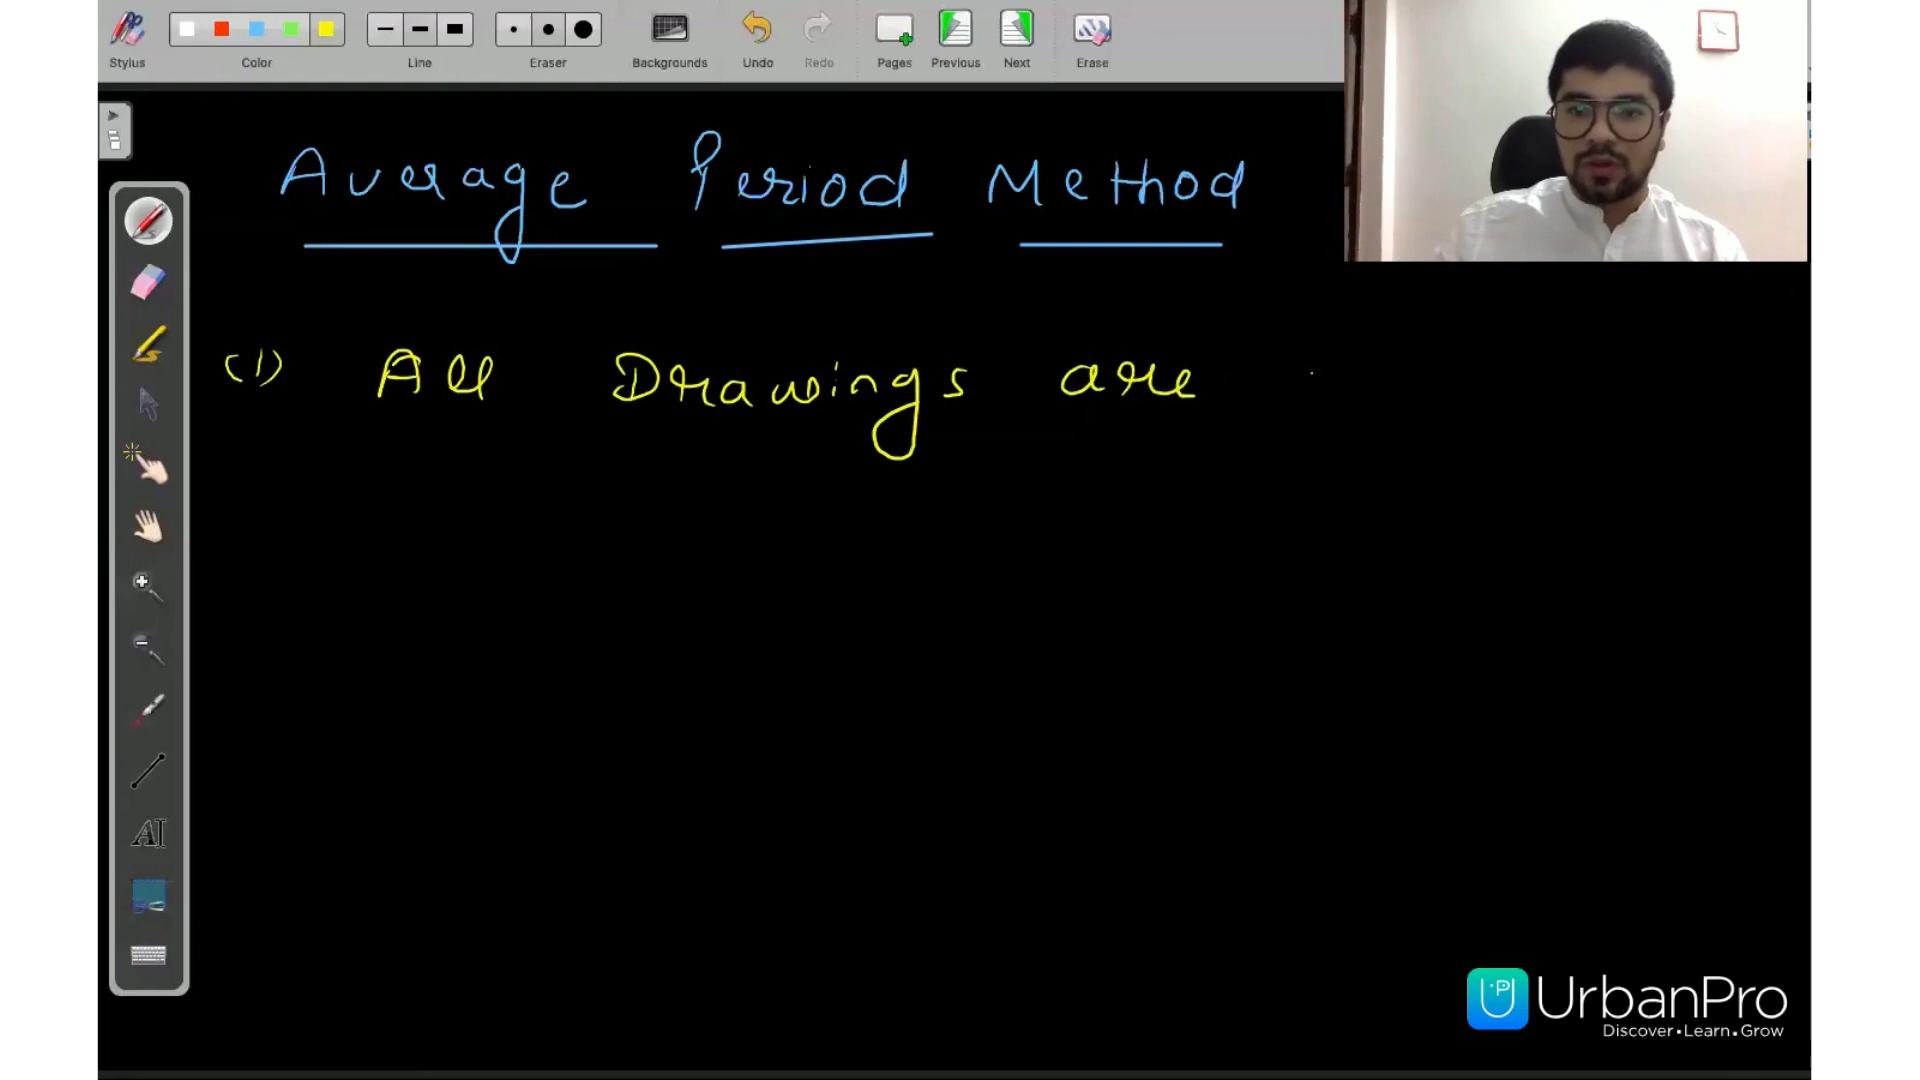 Stylus Color Line Eraser Backgrounds Undo Redo Pages Previous Next Erase
Average Period Method
(1) All Drawings are
AI
UrbanPro
Discover•Learn•Grow